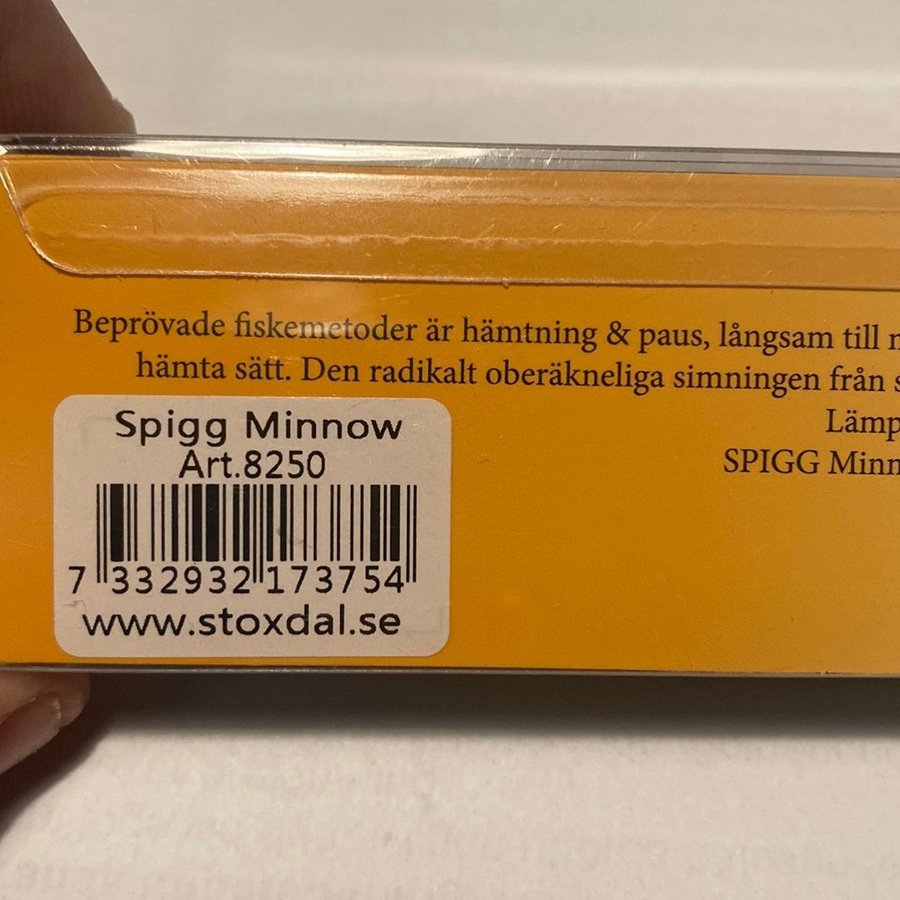 Beprövade fiskemetoder är hämtning & paus, långsam till
hämta sätt. Den radikalt oberäkneliga simningen från
Lämp
SPIGG Minn
Spigg Minnow
Art.8250
7 332932 173754
www.stoxdal.se